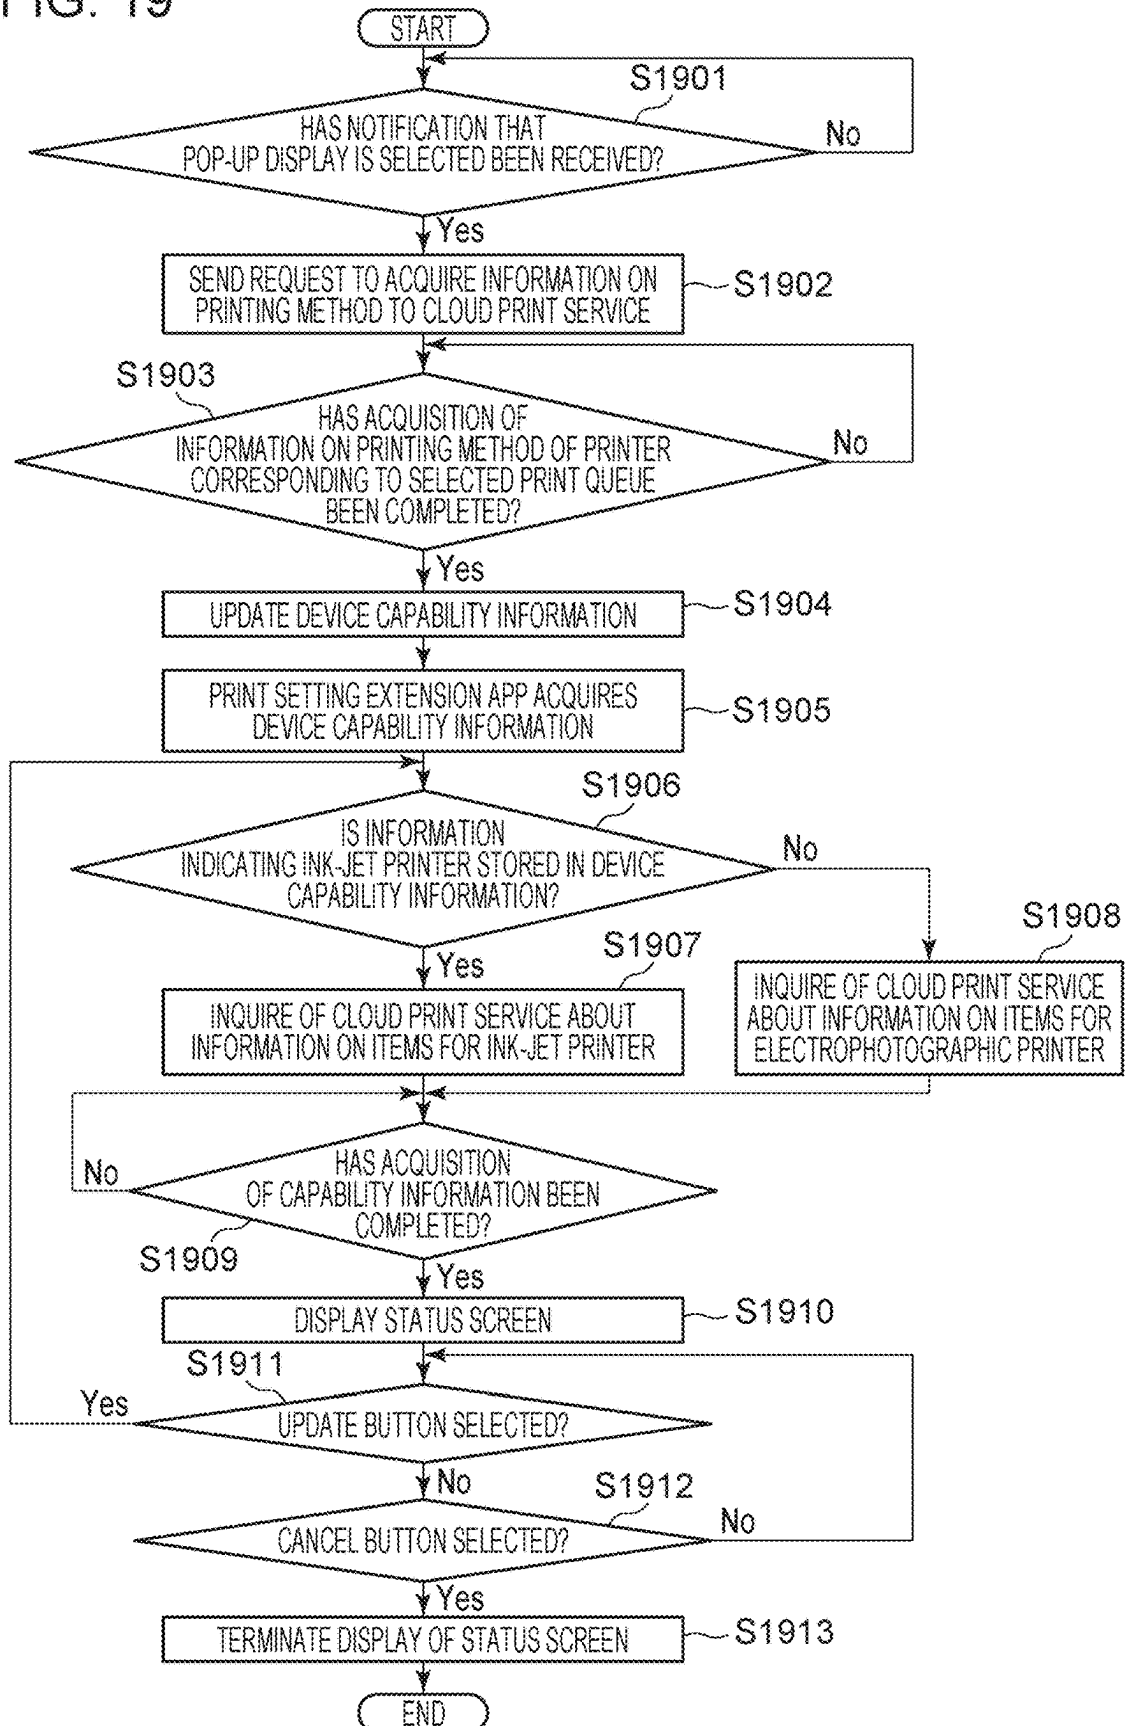 FIG. 19
START
S1901
HAS NOTIFICATION THAT
POP-UP DISPLAY IS SELECTED BEEN RECEIVED?
No
Yes
SEND REQUEST TO ACQUIRE INFORMATION ON
PRINTING METHOD TO CLOUD PRINT SERVICE
S1902
S1903
HAS ACQUISITION OF
INFORMATION ON PRINTING METHOD OF PRINTER
CORRESPONDING TO SELECTED PRINT QUEUE
BEEN COMPLETED?
No
Yes
UPDATE DEVICE CAPABILITY INFORMATION
S1904
PRINT SETTING EXTENSION APP ACQUIRES
DEVICE CAPABILITY INFORMATION
S1905
S1906
IS INFORMATION
INDICATING INK-JET PRINTER STORED IN DEVICE
CAPABILITY INFORMATION?
No
Yes
S1907
INQUIRE OF CLOUD PRINT SERVICE ABOUT
INFORMATION ON ITEMS FOR INK-JET PRINTER
S1908
INQUIRE OF CLOUD PRINT SERVICE
ABOUT INFORMATION ON ITEMS FOR
ELECTROPHOTOGRAPHIC PRINTER
HAS ACQUISITION
OF CAPABILITY INFORMATION BEEN
COMPLETED?
No
S1909
Yes
DISPLAY STATUS SCREEN
S1910
S1911
UPDATE BUTTON SELECTED?
Yes
No
S1912
CANCEL BUTTON SELECTED?
No
Yes
TERMINATE DISPLAY OF STATUS SCREEN
S1913
END